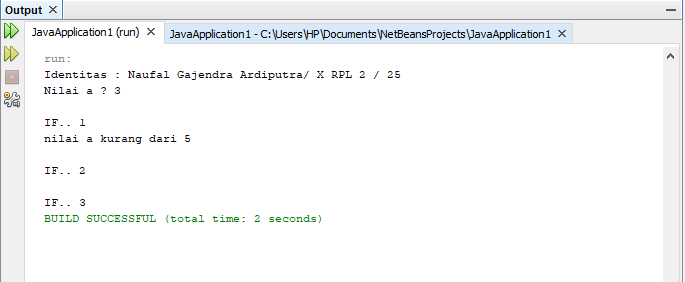 Output
JavaApplication1 (run)
JavaApplication1 - C:\Users\HP\Documents\NetBeansProjects\JavaApplication1
run:
Identitas : Naufal Gajendra Ardiputra/ X RPL 2 / 25
Nilai a ? 3
IF.. 1
nilai a kurang dari 5
IF.. 2
IF.. 3
BUILD SUCCESSFUL (total time: 2 seconds)